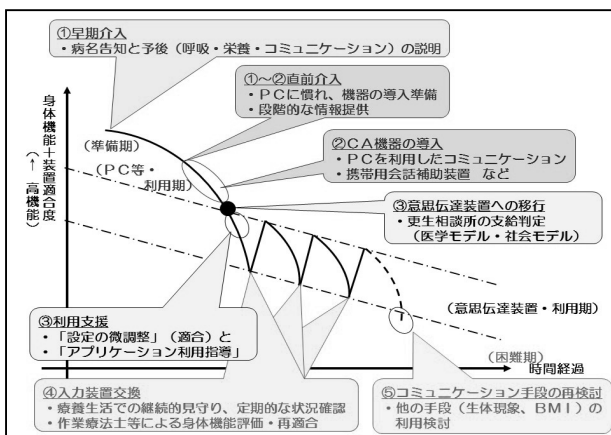 ①早期介入
・病名告知と予後(呼吸・栄養・コミュニケーション)の説明
①～②直前介入
・PCに慣れ、機器の導入準備
・段階的な情報提供
身体機能＋装置適合度
(↑高機能)
(準備期)
(PC等・
利用期)
②CA機器の導入
・PCを利用したコミュニケーション
・携帯用会話補助装置 など
③意思伝達装置への移行
・更生相談所の支給判定
(医学モデル・社会モデル)
③利用支援
・「設定の微調整」(適合)と
・「アプリケーション利用指導」
(意思伝達装置・利用期)
(困難期)
時間経過
④入力装置交換
・療養生活での継続的見守り、定期的な状況確認
・作業療法士等による身体機能評価・再適合
⑤コミュニケーション手段の再検討
・他の手段(生体現象、BMI)の
利用検討